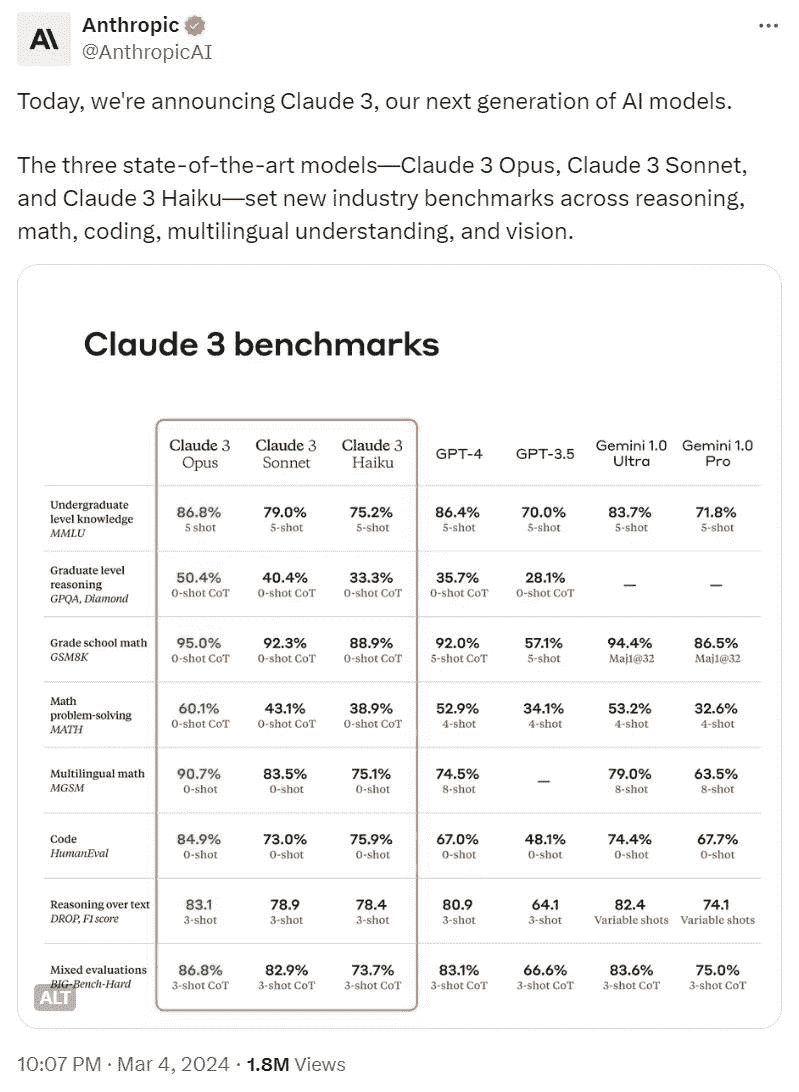 Anthropic
@AnthropicAI
Today, we're announcing Claude 3, our next generation of AI models.
The three state-of-the-art models—Claude 3 Opus, Claude 3 Sonnet,
and Claude 3 Haiku—set new industry benchmarks across reasoning,
math, coding, multilingual understanding, and vision.
Claude 3 benchmarks
Claude 3 Opus Claude 3 Sonnet Claude 3 Haiku GPT-4 GPT-3.5 Gemini 1.0 Ultra Gemini 1.0 Pro
Undergraduate level knowledge MMLU 86.8% 79.0% 75.2% 86.4% 70.0% 83.7% 71.8%
5 shot 5-shot 5-shot 5-shot 5-shot 5-shot 5-shot
Graduate level reasoning GPQA, Diamond 50.4% 40.4% 33.3% 35.7% 28.1% — —
0-shot CoT 0-shot CoT 0-shot CoT 0-shot CoT 0-shot CoT
Grade school math GSM8K 95.0% 92.3% 88.9% 92.0% 57.1% 94.4% 86.5%
0-shot CoT 0-shot CoT 0-shot CoT 5-shot CoT 5-shot Maj1@32 Maj1@32
Math problem-solving MATH 60.1% 43.1% 38.9% 52.9% 34.1% 53.2% 32.6%
0-shot CoT 0-shot CoT 0-shot CoT 4-shot 4-shot 4-shot 4-shot
Multilingual math MGSM 90.7% 83.5% 75.1% 74.5% — 79.0% 63.5%
0-shot 0-shot 0-shot 8-shot 8-shot 8-shot
Code HumanEval 84.9% 73.0% 75.9% 67.0% 48.1% 74.4% 67.7%
0-shot 0-shot 0-shot 0-shot 0-shot 0-shot 0-shot
Reasoning over text DROP, F1 score 83.1 78.9 78.4 80.9 64.1 82.4 74.1
3-shot 3-shot 3-shot 3-shot 3-shot Variable shots Variable shots
Mixed evaluations BIG-Bench-Hard 86.8% 82.9% 73.7% 83.1% 66.6% 83.6% 75.0%
3-shot CoT 3-shot CoT 3-shot CoT 3-shot CoT 3-shot CoT 3-shot CoT 3-shot CoT
ALT
10:07 PM · Mar 4, 2024 · 1.8M Views